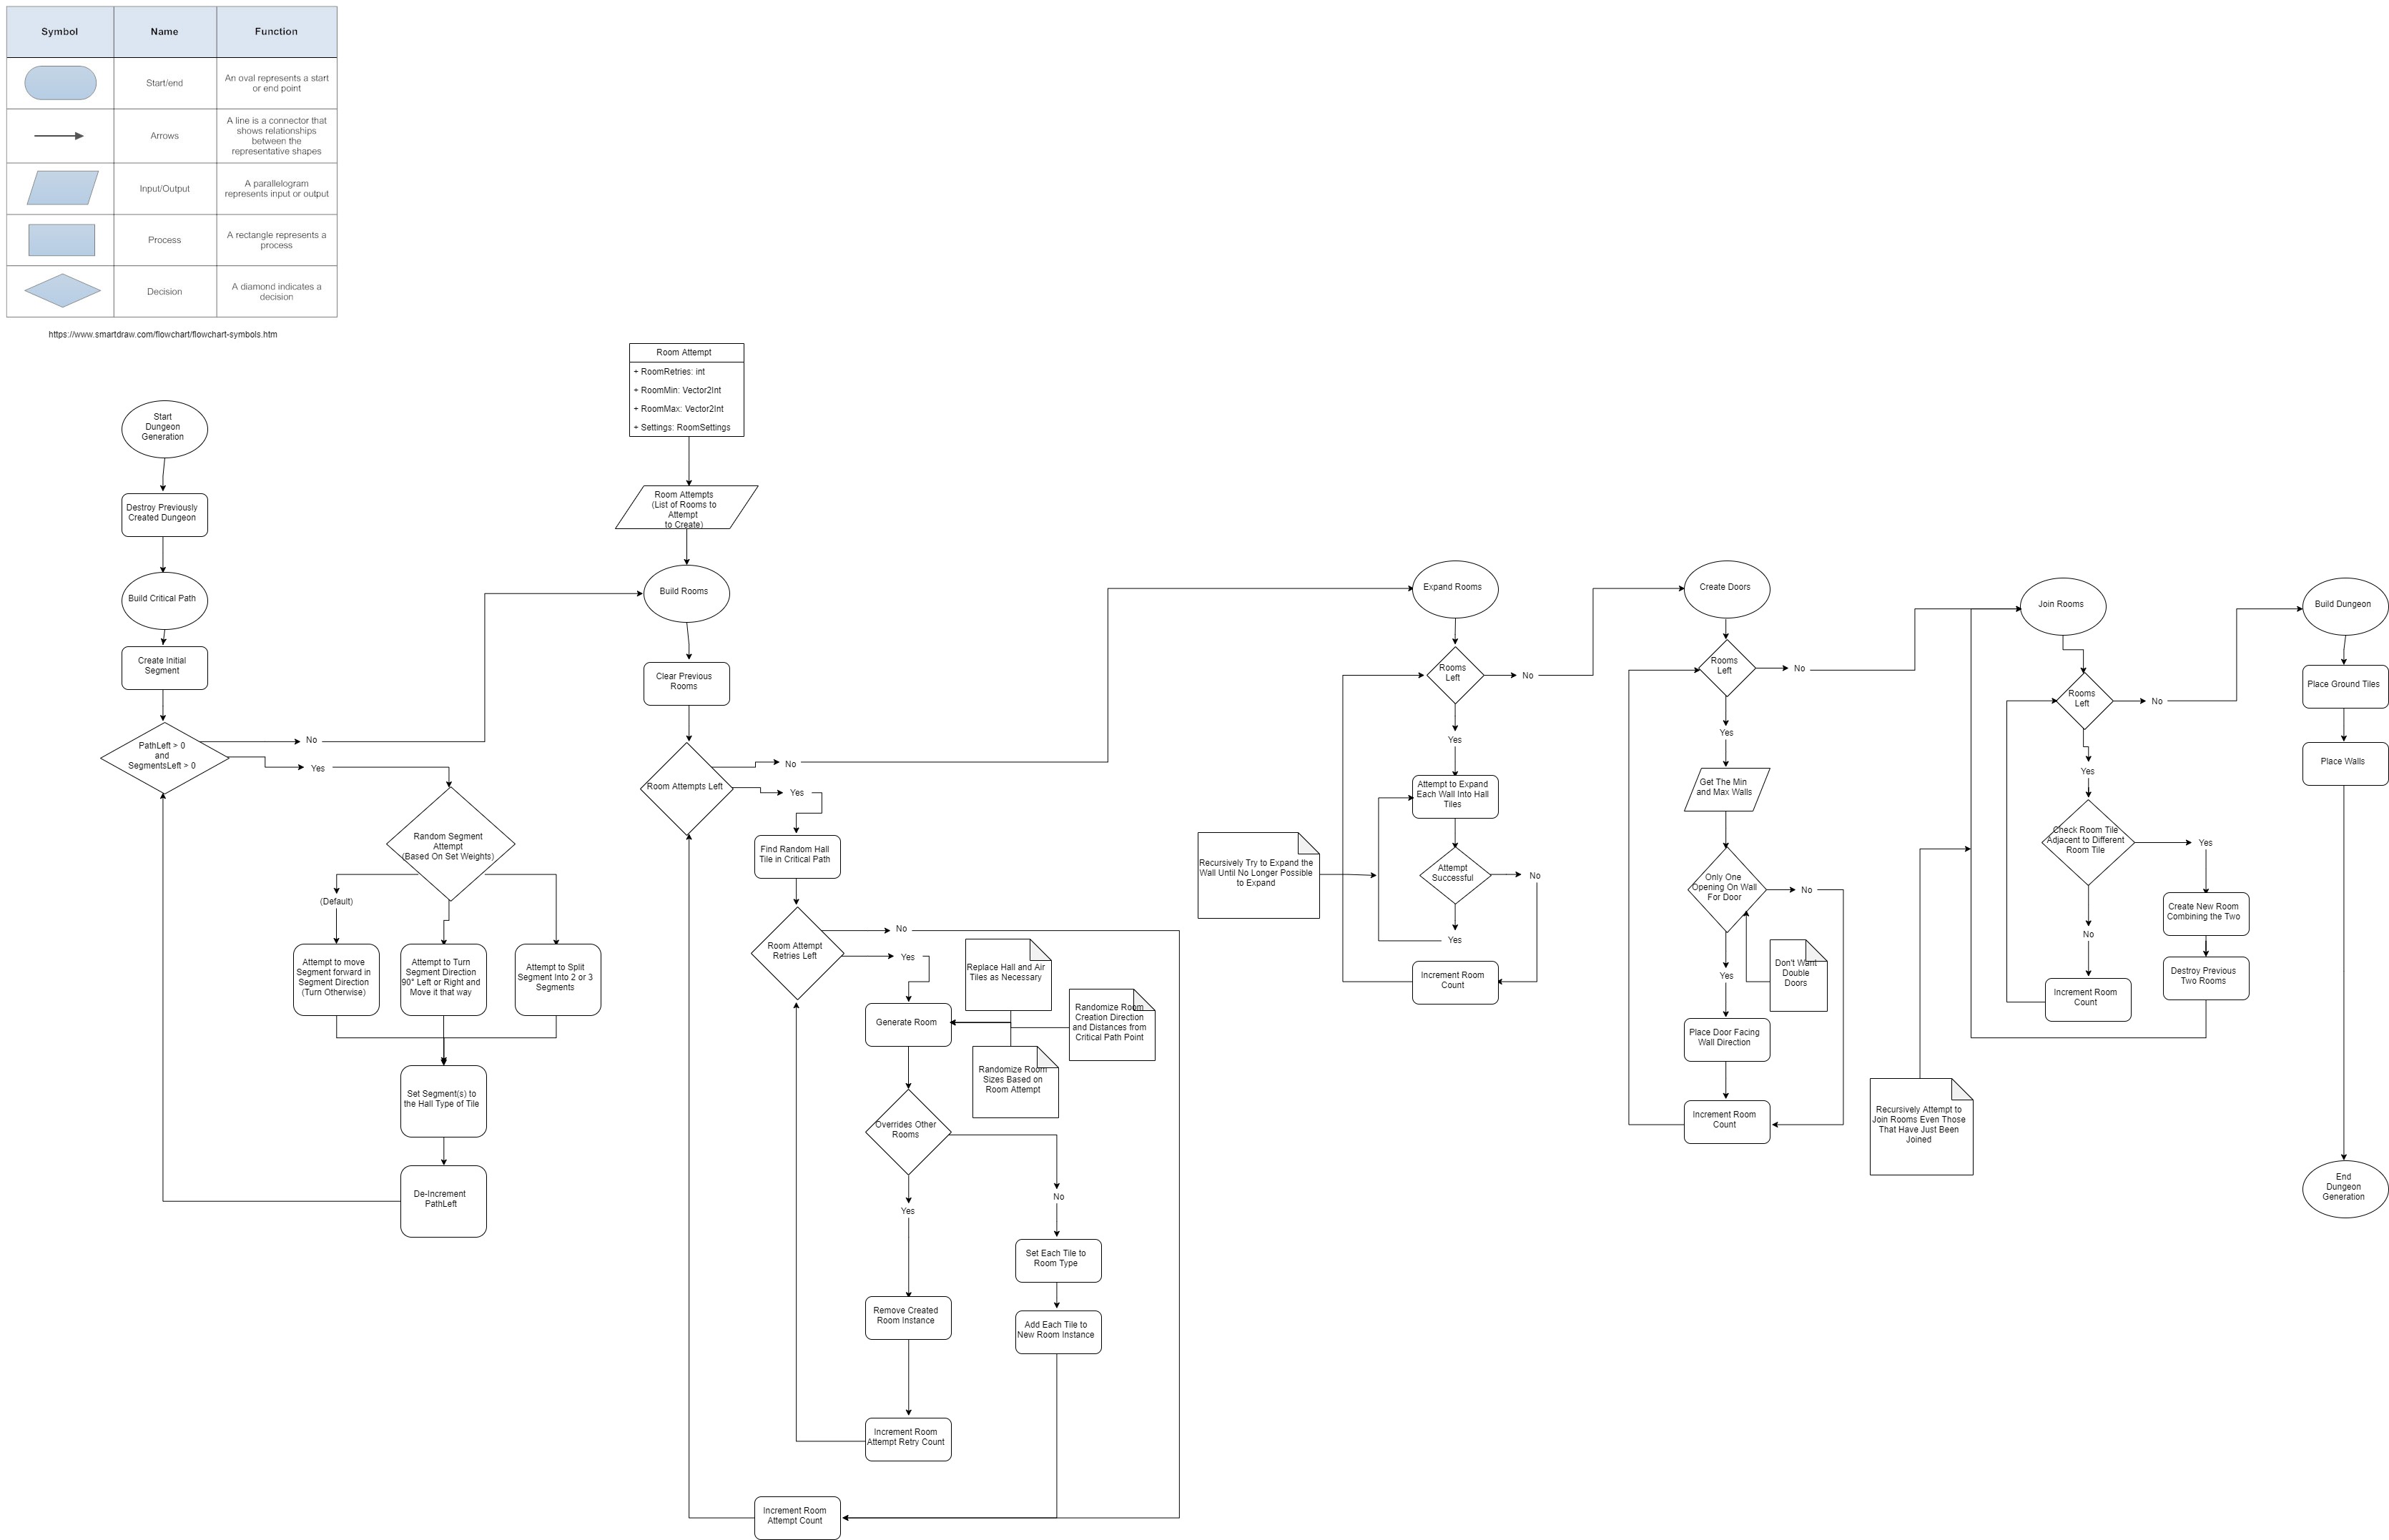 Symbol
Name
Function
Start/end
An oval represents a start
or end point
Arrows
A line is a connector that
shows relationships
between the
representative shapes
Input/Output
A parallelogram
represents input or output
Process
A rectangle represents a
process
Decision
A diamond indicates a
decision
https://www.smartdraw.com/flowchart/flowchart-symbols.htm
Start
Dungeon
Generation
Destroy Previously
Created Dungeon
Build Critical Path
Create Initial
Segment
PathLeft > 0
and
SegmentsLeft > 0
No
Yes
Random Segment
Attempt
(Based On Set Weights)
(Default)
Attempt to move
Segment forward in
Segment Direction
(Turn Otherwise)
Attempt to Turn
Segment Direction
90° Left or Right and
Move it that way
Attempt to Split
Segment Into 2 or 3
Segments
Set Segment(s) to
the Hall Type of Tile
De-Increment
PathLeft
Room Attempt
+ RoomRetries: int
+ RoomMin: Vector2Int
+ RoomMax: Vector2Int
+ Settings: RoomSettings
Room Attempts
(List of Rooms to
Attempt
to Create)
Build Rooms
Clear Previous
Rooms
Room Attempts Left
No
Yes
Find Random Hall
Tile in Critical Path
Room Attempt
Retries Left
No
Yes
Replace Hall and Air
Tiles as Necessary
Randomize Room
Creation Direction
and Distances from
Critical Path Point
Generate Room
Randomize Room
Sizes Based on
Room Attempt
Overrides Other
Rooms
No
Yes
Set Each Tile to
Room Type
Remove Created
Room Instance
Add Each Tile to
New Room Instance
Increment Room
Attempt Retry Count
Increment Room
Attempt Count
Expand Rooms
Rooms
Left
No
Yes
Attempt to Expand
Each Wall Into Hall
Tiles
Recursively Try to Expand the
Wall Until No Longer Possible
to Expand
Attempt
Successful
No
Yes
Increment Room
Count
Create Doors
Rooms
Left
No
Yes
Get The Min
and Max Walls
Only One
Opening On Wall
For Door
No
Yes
Don't Want
Double
Doors
Place Door Facing
Wall Direction
Increment Room
Count
Join Rooms
Rooms
Left
No
Yes
Check Room Tile
Adjacent to Different
Room Tile
Yes
No
Create New Room
Combining the Two
Destroy Previous
Two Rooms
Increment Room
Count
Recursively Attempt to
Join Rooms Even Those
That Have Just Been
Joined
Build Dungeon
Place Ground Tiles
Place Walls
End
Dungeon
Generation